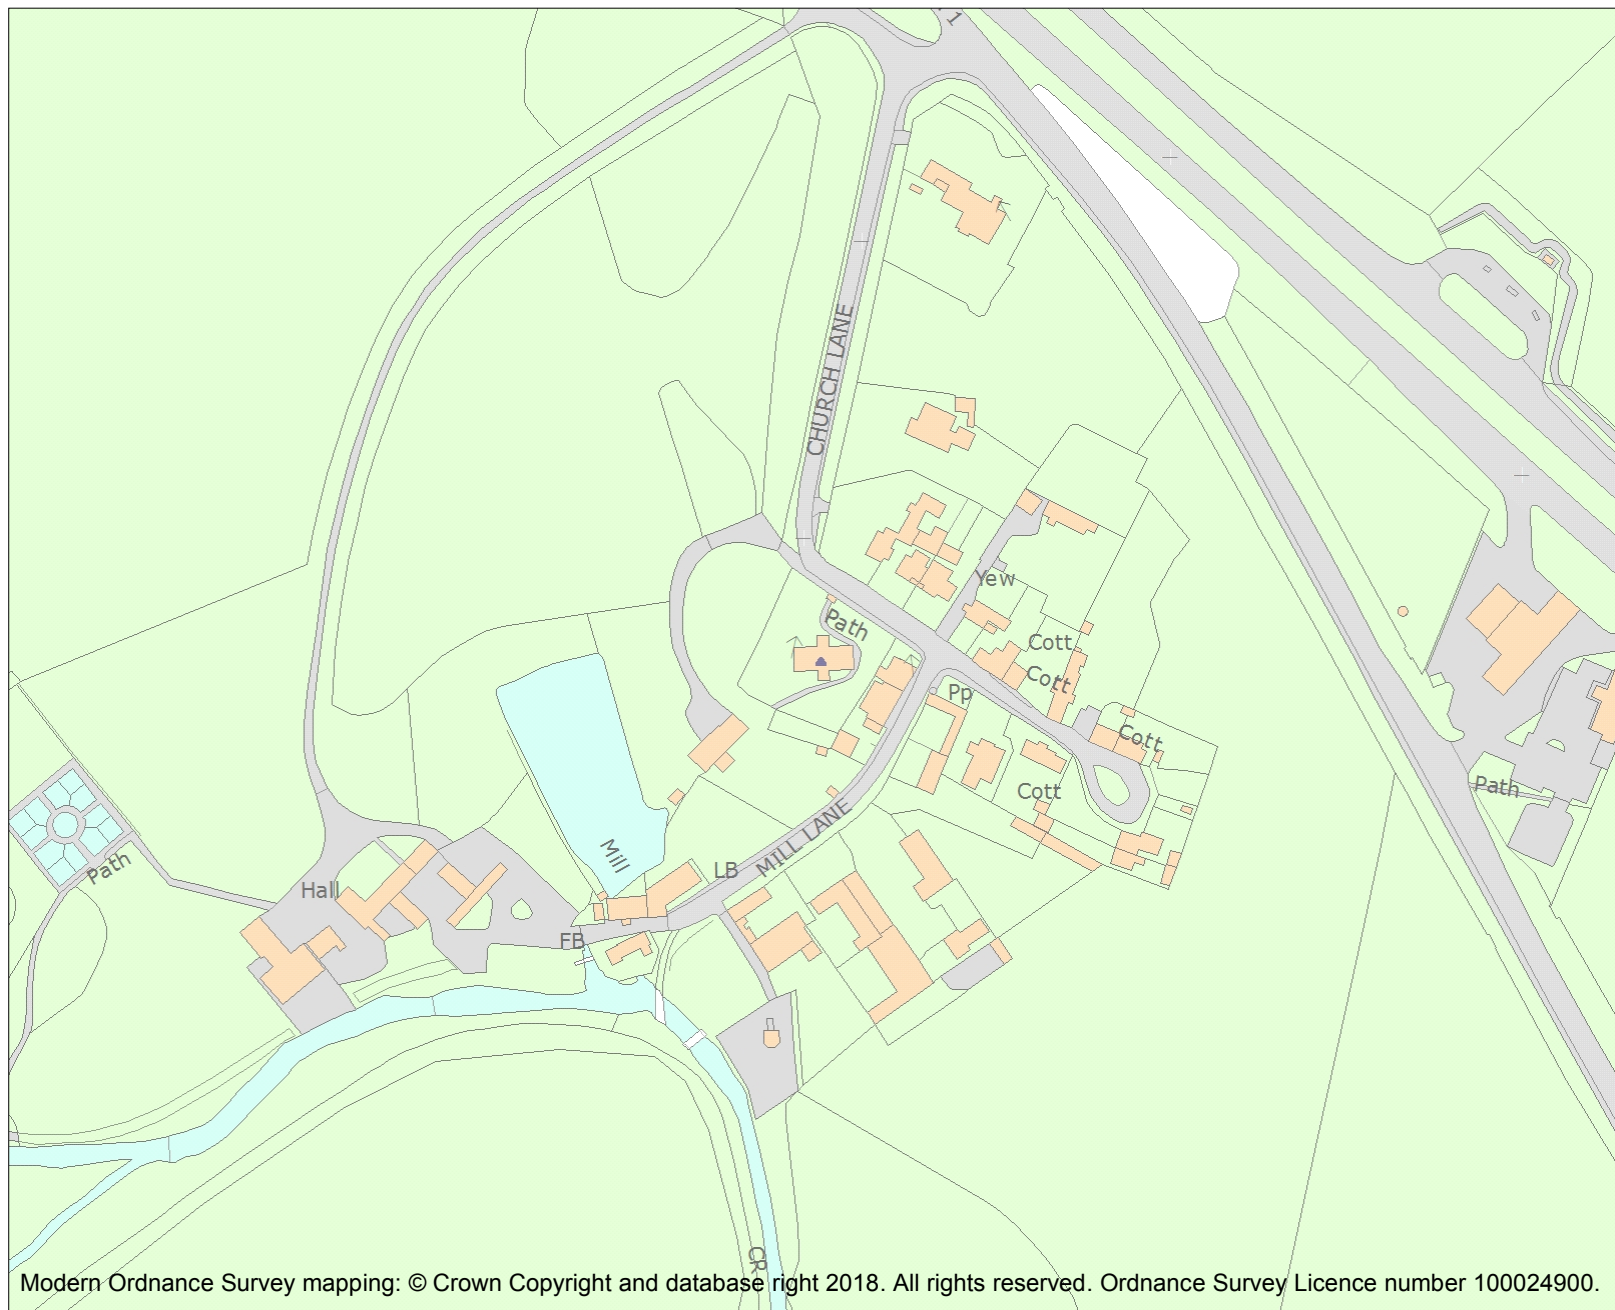 CHURCH LANE
Yew
Path
Cott
Cott
Pp
Cott
Cott
Path
MILL LANE
Mill
LB
Path
Hall
FB
CR
Modern Ordnance Survey mapping: © Crown Copyright and database right 2018. All rights reserved. Ordnance Survey Licence number 100024900.